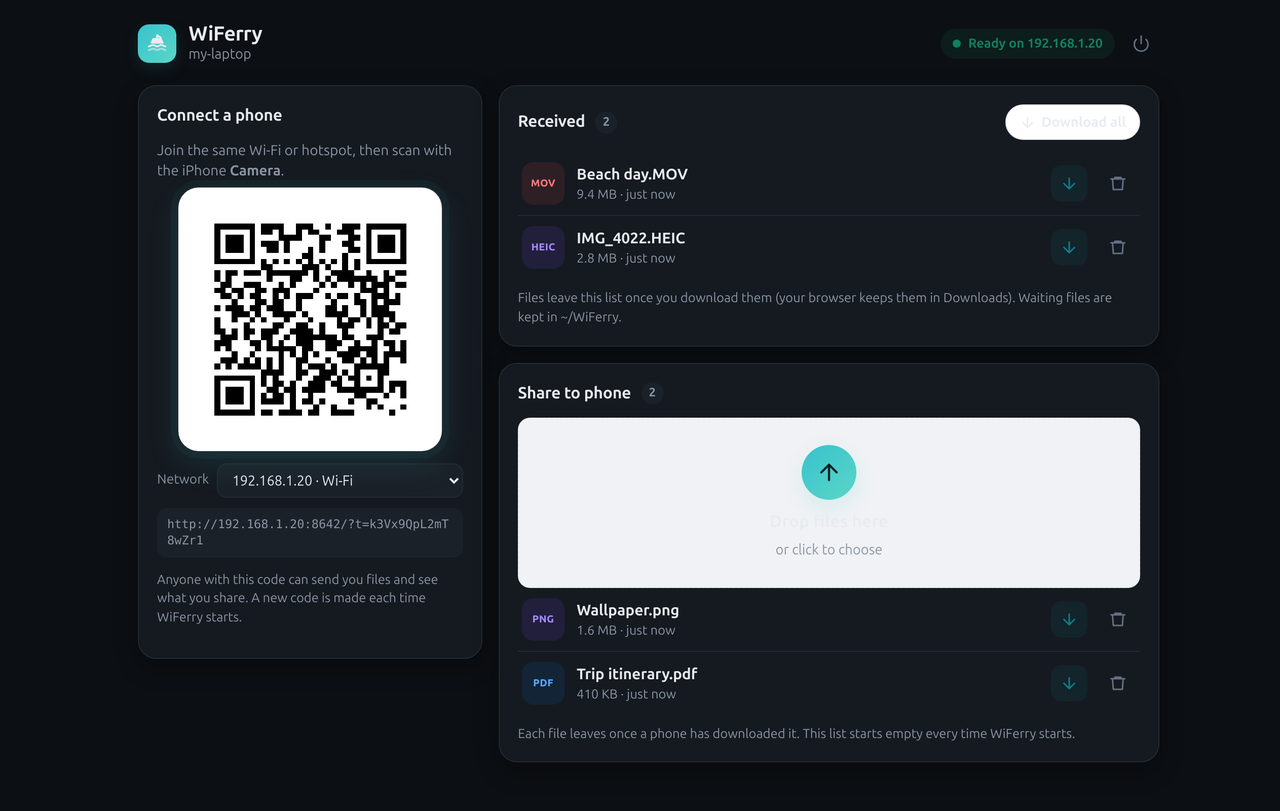 WiFerry
my-laptop
Ready on 192.168.1.20
Connect a phone
Join the same Wi-Fi or hotspot, then scan with
the iPhone Camera.
Network
192.168.1.20 · Wi-Fi
http://192.168.1.20:8642/?t=k3Vx9QpL2mT
8wZr1
Anyone with this code can send you files and see
what you share. A new code is made each time
WiFerry starts.
Received 2
Download all
MOV
Beach day.MOV
9.4 MB · just now
HEIC
IMG_4022.HEIC
2.8 MB · just now
Files leave this list once you download them (your browser keeps them in Downloads). Waiting files are
kept in ~/WiFerry.
Share to phone 2
Drop files here
or click to choose
PNG
Wallpaper.png
1.6 MB · just now
PDF
Trip itinerary.pdf
410 KB · just now
Each file leaves once a phone has downloaded it. This list starts empty every time WiFerry starts.